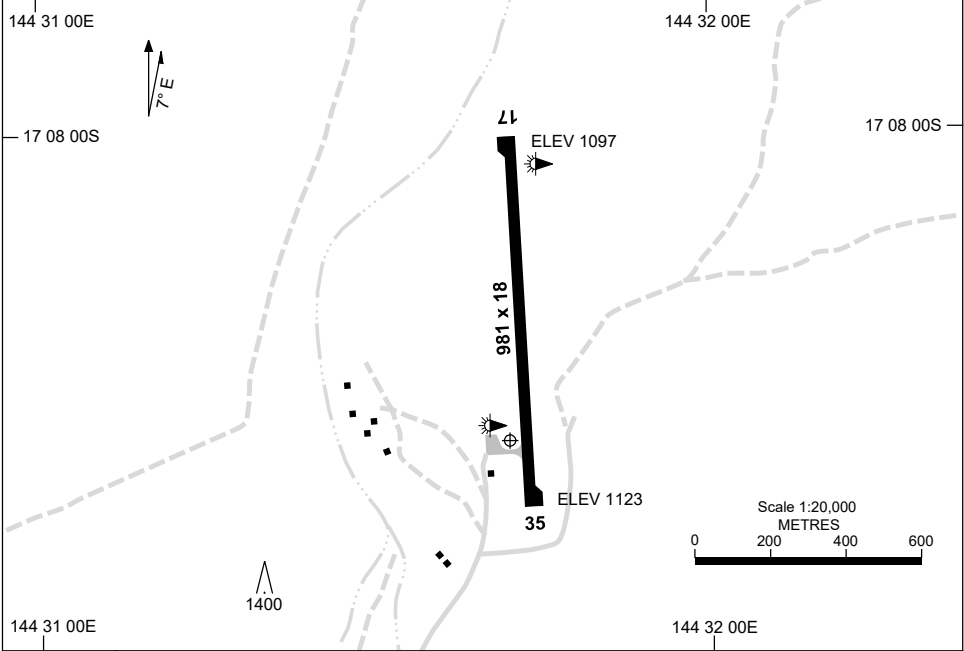 144 31 00E
144 32 00E
7° E
17 08 00S
17 08 00S
17
ELEV 1097
981 x 18
ELEV 1123
35
Scale 1:20,000
METRES
0 200 400 600
1400
144 31 00E
144 32 00E